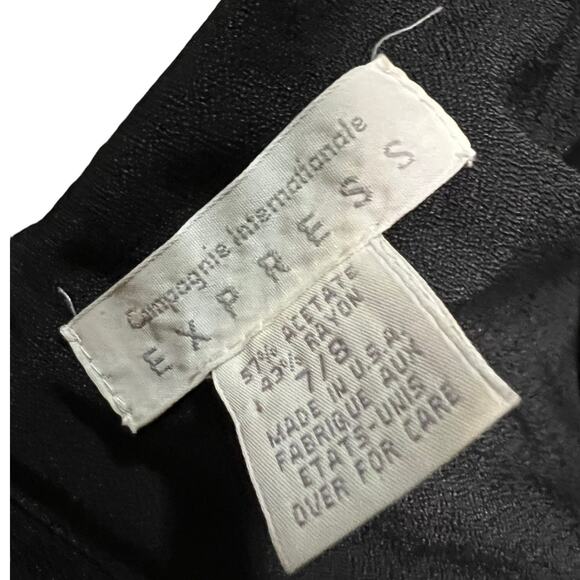 Compagnie Internationale
EXPRESS
57% ACETATE
43% RAYON
7/8
MADE IN U.S.A.
FABRIQUE AUX
ETATS-UNIS
OVER FOR CARE